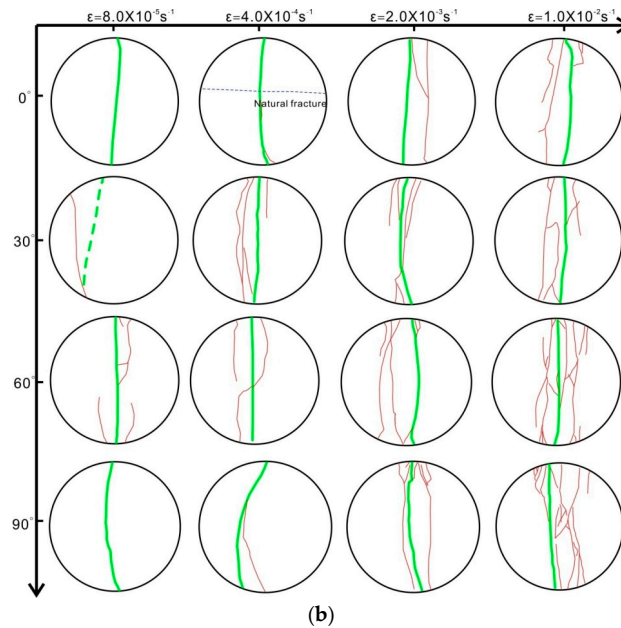 ε=8.0X10⁻⁵s⁻¹ ε=4.0X10⁻⁴s⁻¹ ε=2.0X10⁻³s⁻¹ ε=1.0X10⁻²s⁻¹
0°
Natural fracture
30°
60°
90°
(b)